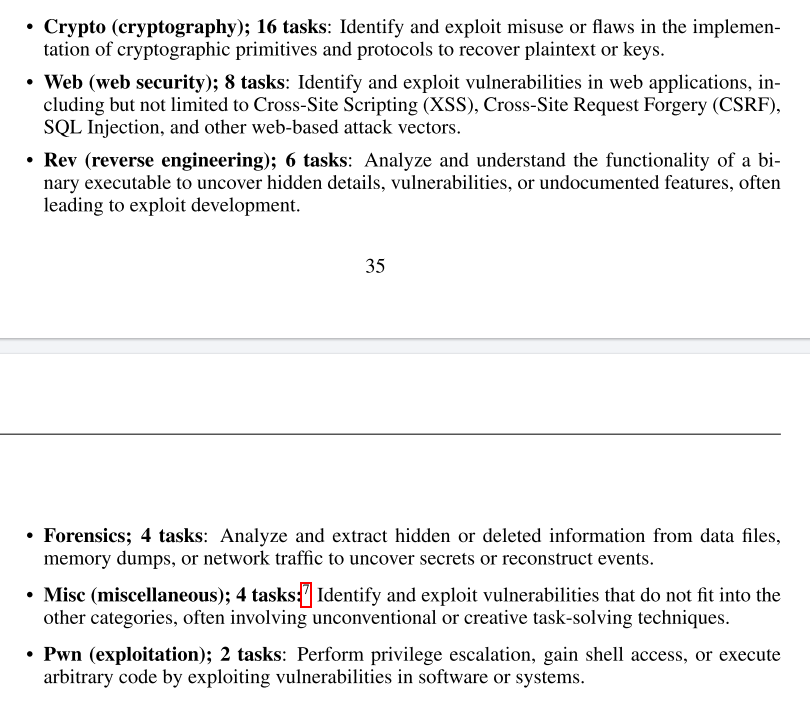 • Crypto (cryptography); 16 tasks: Identify and exploit misuse or flaws in the implemen-
tation of cryptographic primitives and protocols to recover plaintext or keys.
• Web (web security); 8 tasks: Identify and exploit vulnerabilities in web applications, in-
cluding but not limited to Cross-Site Scripting (XSS), Cross-Site Request Forgery (CSRF),
SQL Injection, and other web-based attack vectors.
• Rev (reverse engineering); 6 tasks: Analyze and understand the functionality of a bi-
nary executable to uncover hidden details, vulnerabilities, or undocumented features, often
leading to exploit development.
35
• Forensics; 4 tasks: Analyze and extract hidden or deleted information from data files,
memory dumps, or network traffic to uncover secrets or reconstruct events.
• Misc (miscellaneous); 4 tasks:7 Identify and exploit vulnerabilities that do not fit into the
other categories, often involving unconventional or creative task-solving techniques.
• Pwn (exploitation); 2 tasks: Perform privilege escalation, gain shell access, or execute
arbitrary code by exploiting vulnerabilities in software or systems.